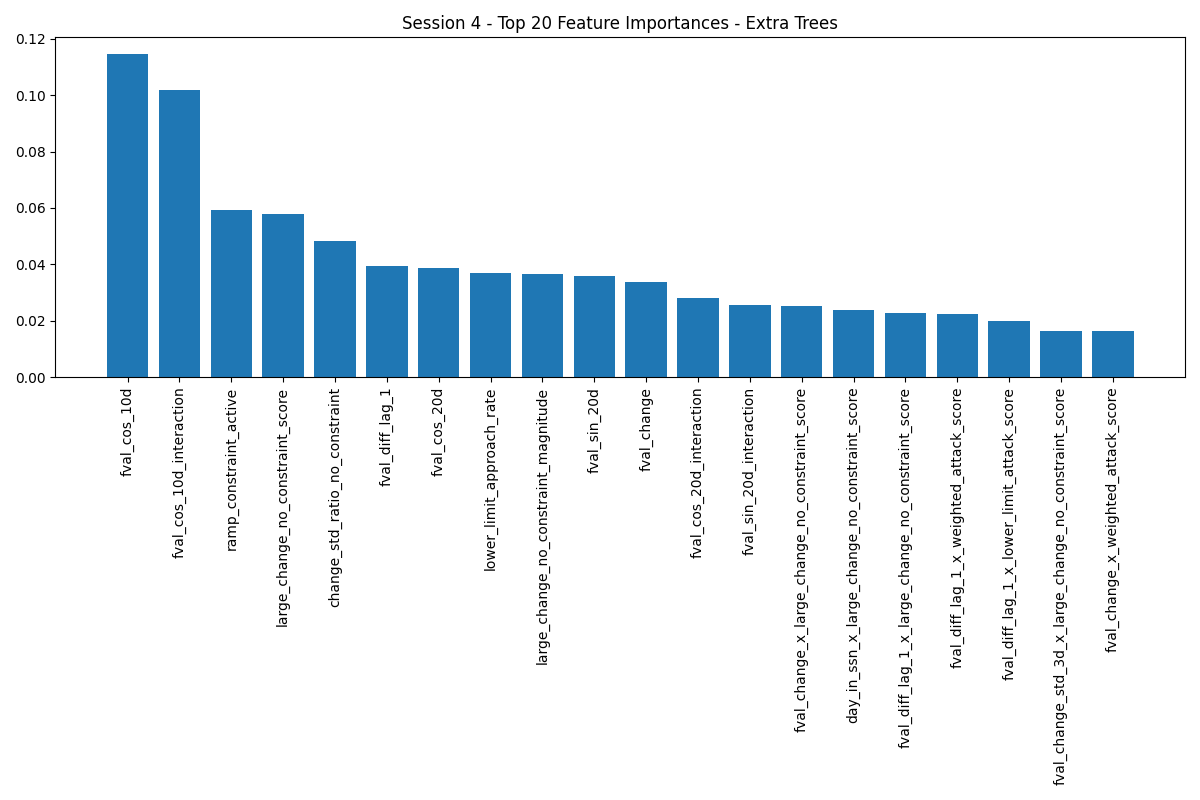 Session 4 - Top 20 Feature Importances - Extra Trees
0.12
0.10
0.08
0.06
0.04
0.02
0.00
fval_cos_10d
fval_cos_10d_interaction
ramp_constraint_active
large_change_no_constraint_score
change_std_ratio_no_constraint
fval_diff_lag_1
fval_cos_20d
lower_limit_approach_rate
large_change_no_constraint_magnitude
fval_sin_20d
fval_change
fval_cos_20d_interaction
fval_sin_20d_interaction
fval_change_x_large_change_no_constraint_score
day_in_ssn_x_large_change_no_constraint_score
fval_diff_lag_1_x_large_change_no_constraint_score
fval_diff_lag_1_x_weighted_attack_score
fval_diff_lag_1_x_lower_limit_attack_score
fval_change_std_3d_x_large_change_no_constraint_score
fval_change_x_weighted_attack_score